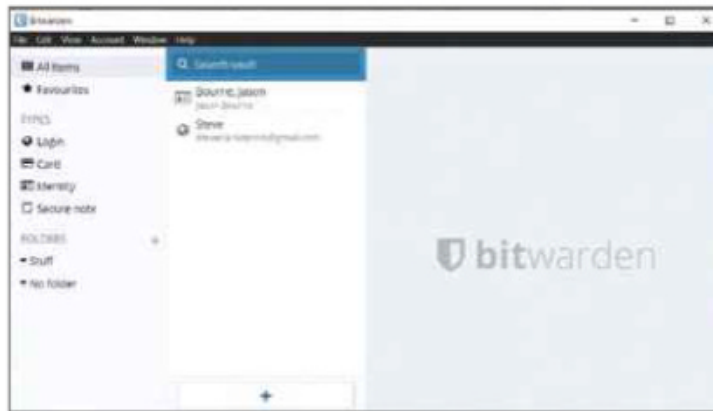 Bitwarden
File Edit View Account Window Help
All Items
Favourites
TYPES
Login
Card
Identity
Secure note
FOLDERS
Stuff
No folder
Search vault
Bourne, Jason
Jason Bourne
Steve
+
bitwarden